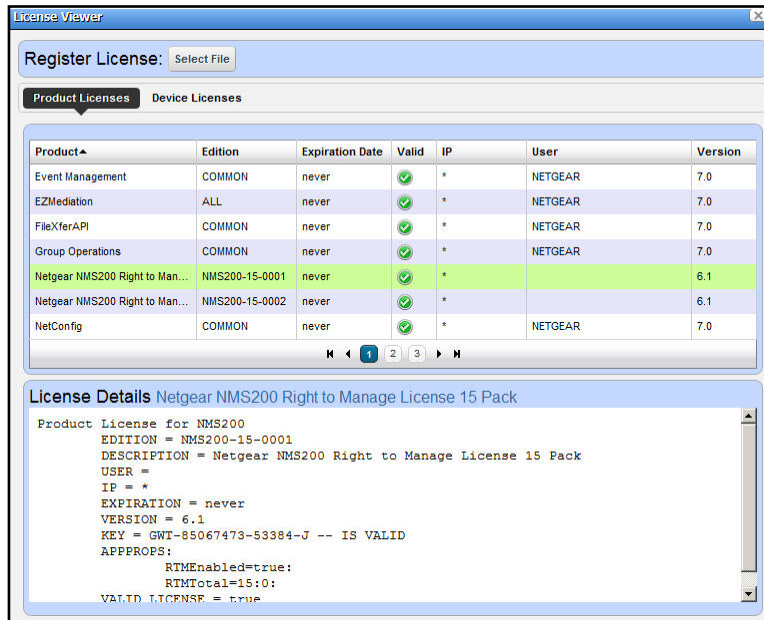 License Viewer
Register License: Select File
Product Licenses Device Licenses
Product Edition Expiration Date Valid IP User Version
Event Management COMMON never * NETGEAR 7.0
EZMediation ALL never * NETGEAR 7.0
FileXferAPI COMMON never * NETGEAR 7.0
Group Operations COMMON never * NETGEAR 7.0
Netgear NMS200 Right to Man... NMS200-15-0001 never * 6.1
Netgear NMS200 Right to Man... NMS200-15-0002 never * 6.1
NetConfig COMMON never * NETGEAR 7.0
1 2 3
License Details Netgear NMS200 Right to Manage License 15 Pack
Product License for NMS200
EDITION = NMS200-15-0001
DESCRIPTION = Netgear NMS200 Right to Manage License 15 Pack
USER =
IP = *
EXPIRATION = never
VERSION = 6.1
KEY = GWT-85067473-53384-J -- IS VALID
APPPROPS:
RTMEnabled=true:
RTMTotal=15:0:
VALID LICENSE = true